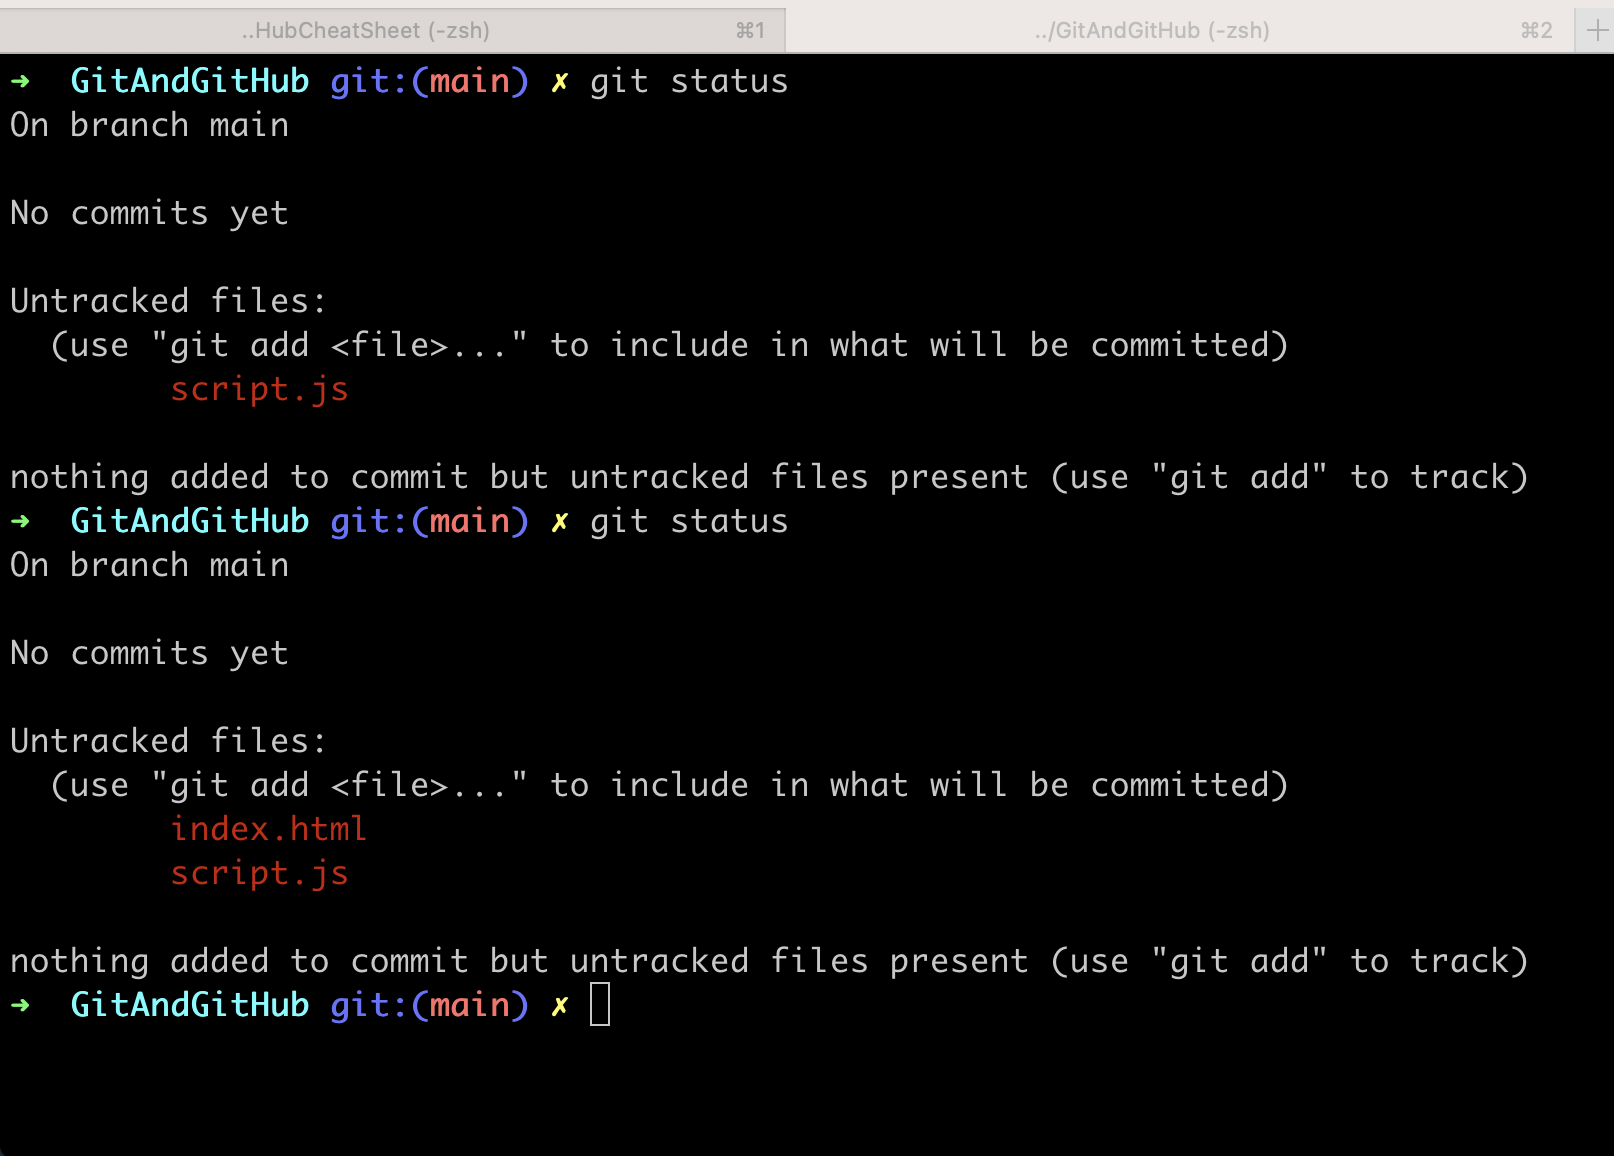 ..HubCheatSheet (-zsh) ⌘1 ../GitAndGitHub (-zsh) ⌘2 +
➜ GitAndGitHub git:(main) ✗ git status
On branch main
No commits yet
Untracked files:
(use "git add <file>..." to include in what will be committed)
script.js
nothing added to commit but untracked files present (use "git add" to track)
➜ GitAndGitHub git:(main) ✗ git status
On branch main
No commits yet
Untracked files:
(use "git add <file>..." to include in what will be committed)
index.html
script.js
nothing added to commit but untracked files present (use "git add" to track)
➜ GitAndGitHub git:(main) ✗